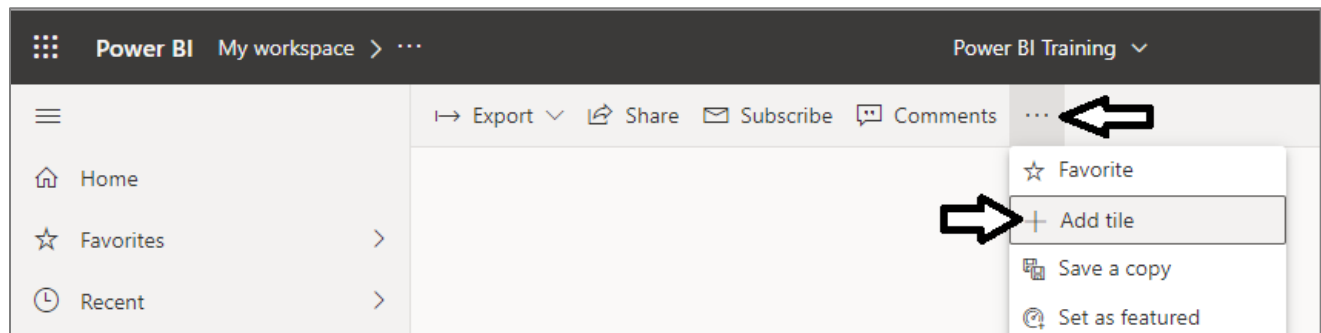 Power BI My workspace > ··· Power BI Training
Export Share Subscribe Comments ···
Home
Favorites
Recent
Favorite
Add tile
Save a copy
Set as featured